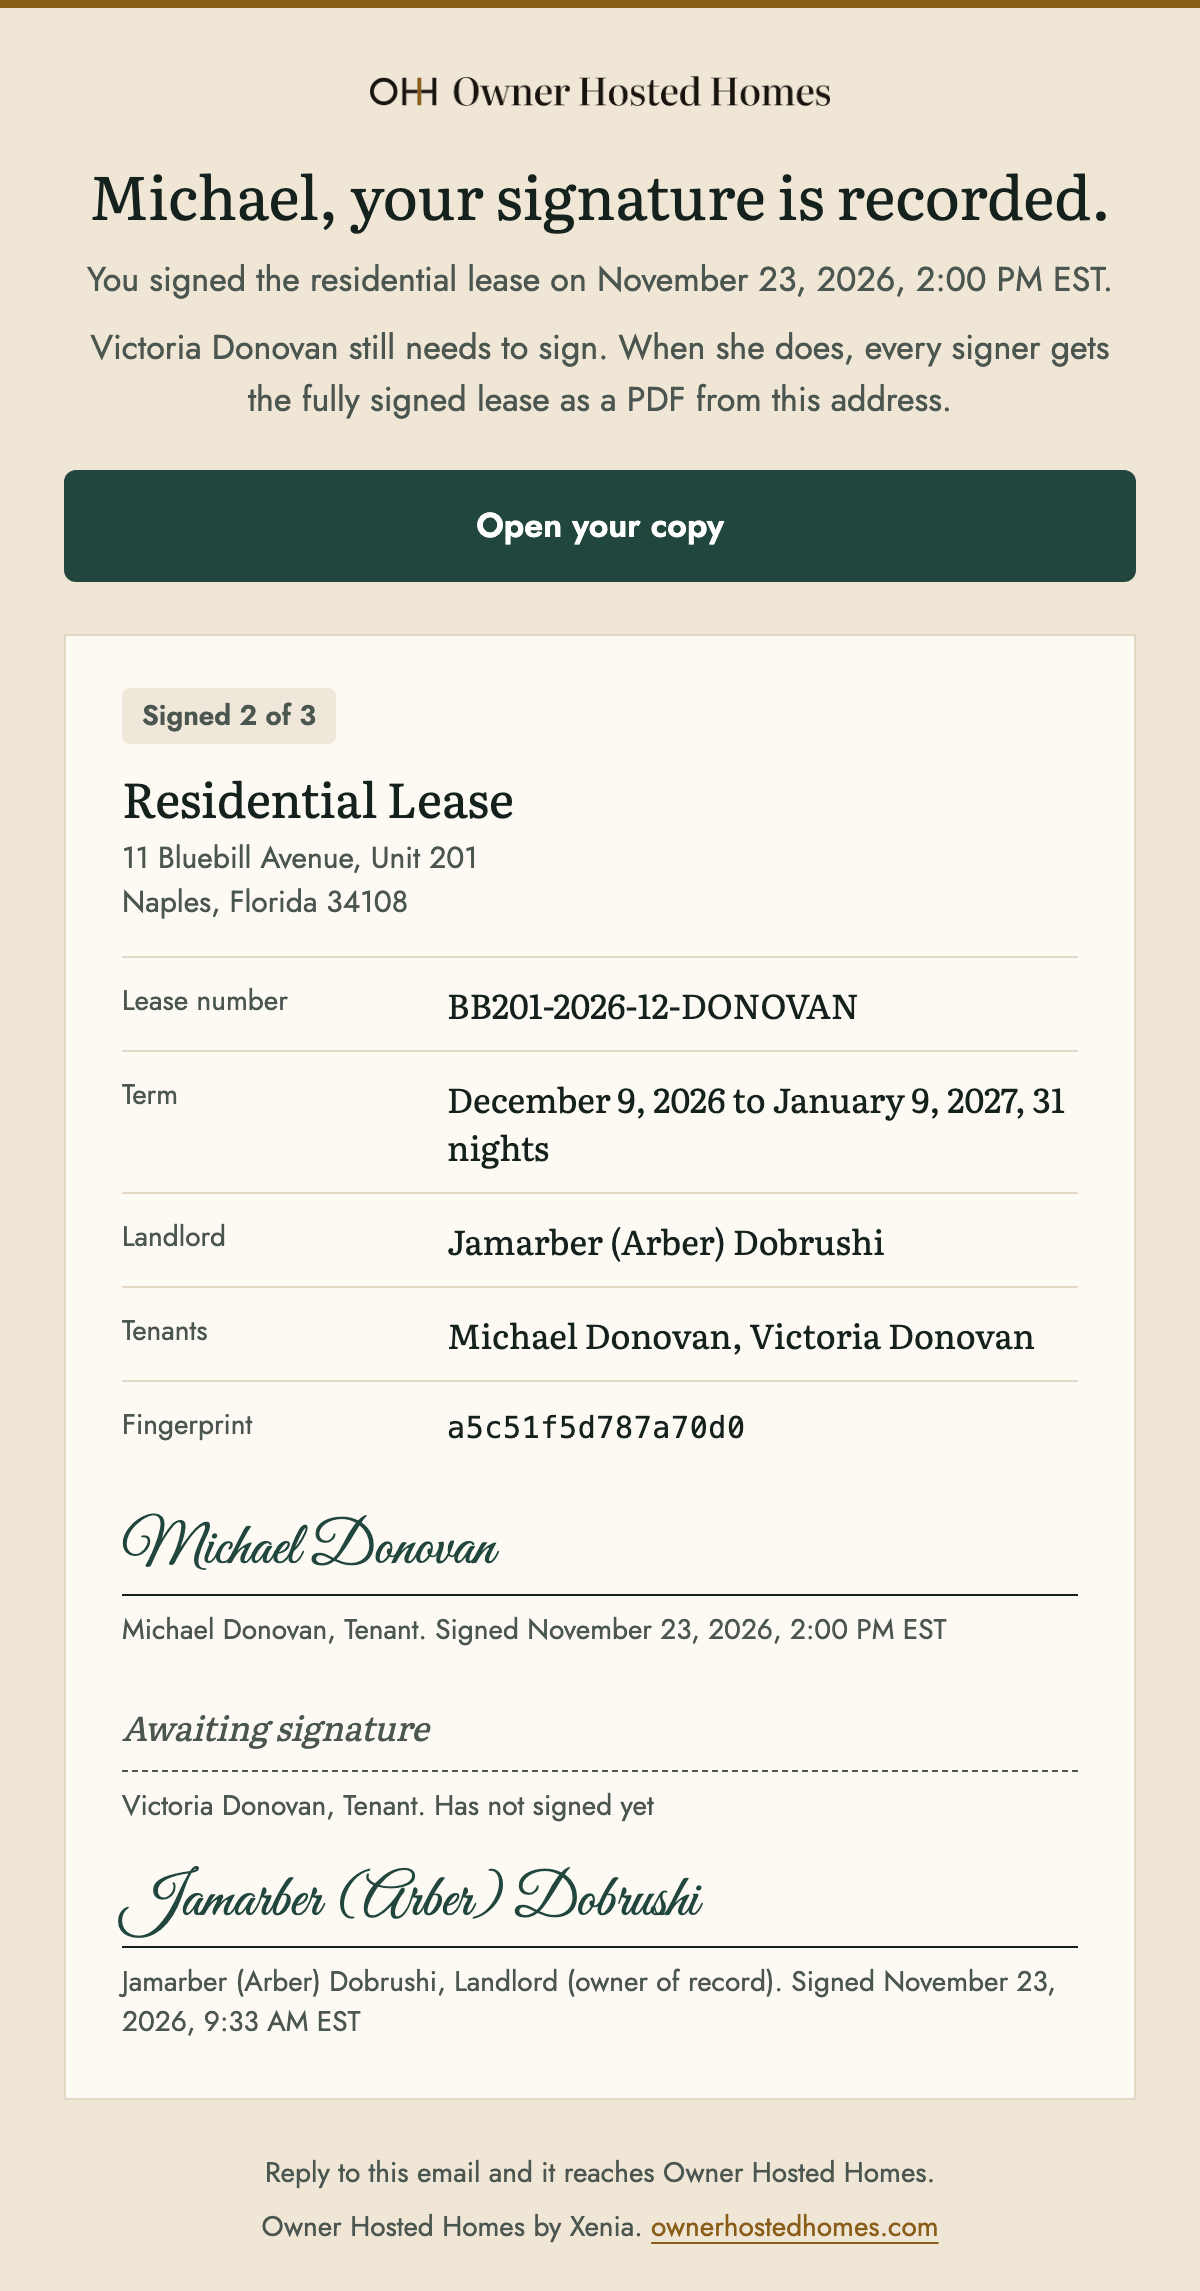 OHH Owner Hosted Homes
Michael, your signature is recorded.
You signed the residential lease on November 23, 2026, 2:00 PM EST.
Victoria Donovan still needs to sign. When she does, every signer gets
the fully signed lease as a PDF from this address.
Open your copy
Signed 2 of 3
Residential Lease
11 Bluebill Avenue, Unit 201
Naples, Florida 34108
Lease number BB201-2026-12-DONOVAN
Term December 9, 2026 to January 9, 2027, 31
nights
Landlord Jamarber (Arber) Dobrushi
Tenants Michael Donovan, Victoria Donovan
Fingerprint a5c51f5d787a70d0
Michael Donovan
Michael Donovan, Tenant. Signed November 23, 2026, 2:00 PM EST
Awaiting signature
Victoria Donovan, Tenant. Has not signed yet
Jamarber (Arber) Dobrushi
Jamarber (Arber) Dobrushi, Landlord (owner of record). Signed November 23,
2026, 9:33 AM EST
Reply to this email and it reaches Owner Hosted Homes.
Owner Hosted Homes by Xenia. ownerhostedhomes.com